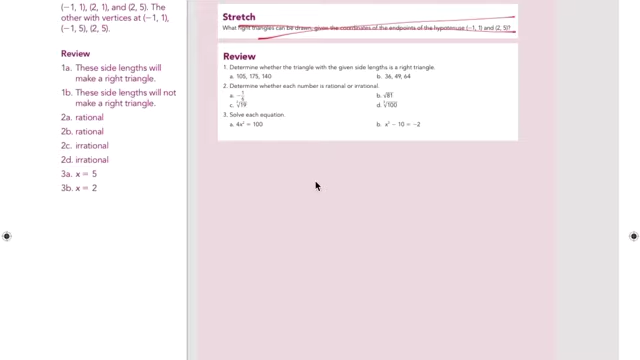 (−1, 1), (2, 1), and (2, 5). The
other with vertices at (−1, 1),
(−1, 5), (2, 5).
Review
1a. These side lengths will
make a right triangle.
1b. These side lengths will not
make a right triangle.
2a. rational
2b. rational
2c. irrational
2d. irrational
3a. x = 5
3b. x = 2
Stretch
What right triangles can be drawn, given the coordinates of the endpoints of the hypotenuse (−1, 1) and (2, 5)?
Review
1. Determine whether the triangle with the given side lengths is a right triangle.
a. 105, 175, 140 b. 36, 49, 64
2. Determine whether each number is rational or irrational.
a. b. √81
c. √19 d. √100
3. Solve each equation.
a. 4x² = 100 b. x³ − 10 = −2